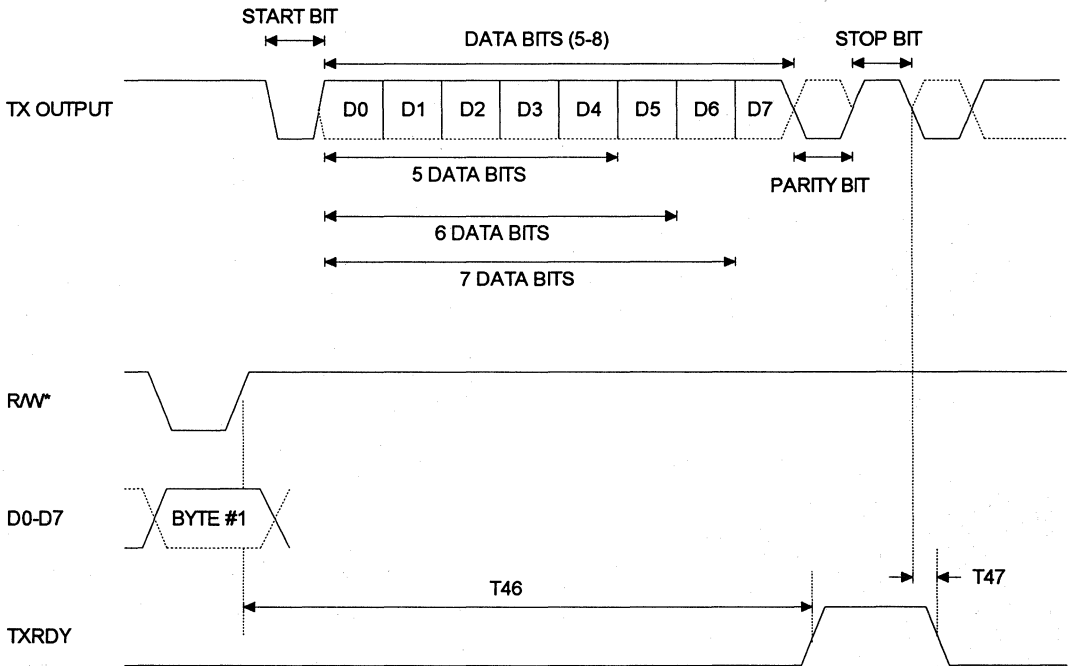 START BIT
DATA BITS (5-8)
STOP BIT
TX OUTPUT
D0 D1 D2 D3 D4 D5 D6 D7
5 DATA BITS
PARITY BIT
6 DATA BITS
7 DATA BITS
R/W*
D0-D7
BYTE #1
T46
T47
TXRDY